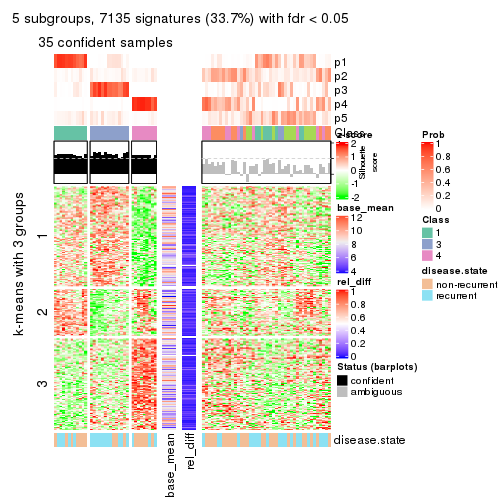 5 subgroups, 7135 signatures (33.7%) with fdr < 0.05
35 confident samples
p1
p2
p3
p4
p5
Class
Silhouette
score
k-means with 3 groups
1
2
3
base_mean
rel_diff
disease.state
z-score
2
1
0
-1
-2
base_mean
12
10
8
6
4
rel_diff
1
0.8
0.6
0.4
0.2
0
Status (barplots)
confident
ambiguous
Prob
1
0.8
0.6
0.4
0.2
0
Class
1
3
4
disease.state
non-recurrent
recurrent